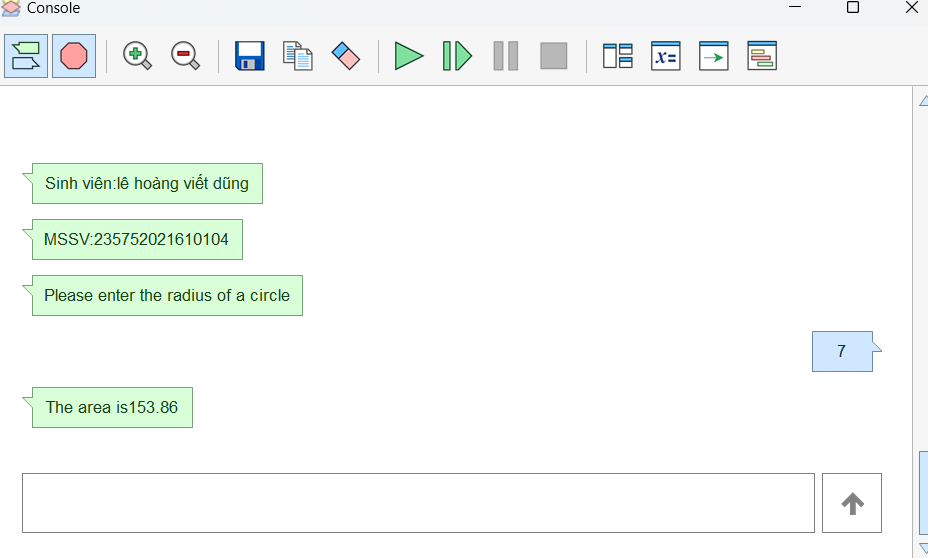 Console
x=
Sinh viên:lê hoàng viết dũng
MSSV:235752021610104
Please enter the radius of a circle
7
The area is153.86